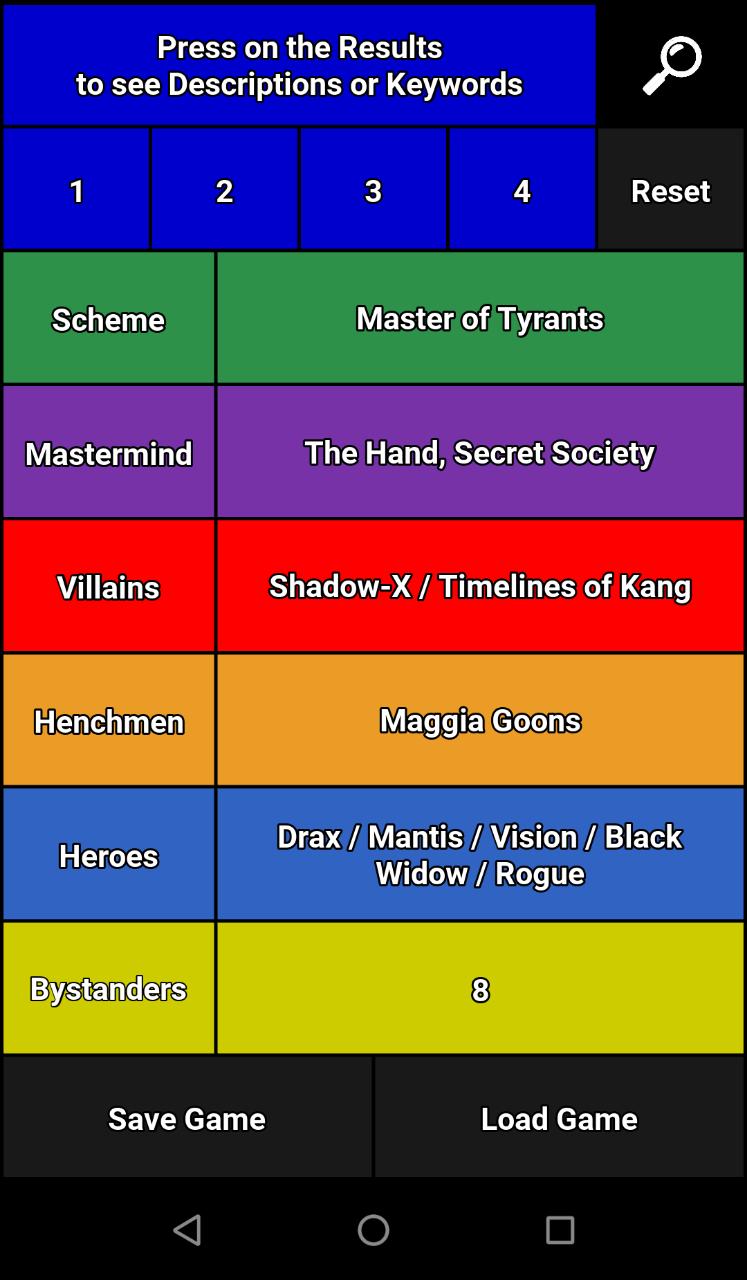 Press on the Results
to see Descriptions or Keywords
1
2
3
4
Reset
Scheme
Master of Tyrants
Mastermind
The Hand, Secret Society
Villains
Shadow-X / Timelines of Kang
Henchmen
Maggia Goons
Heroes
Drax / Mantis / Vision / Black
Widow / Rogue
Bystanders
8
Save Game
Load Game